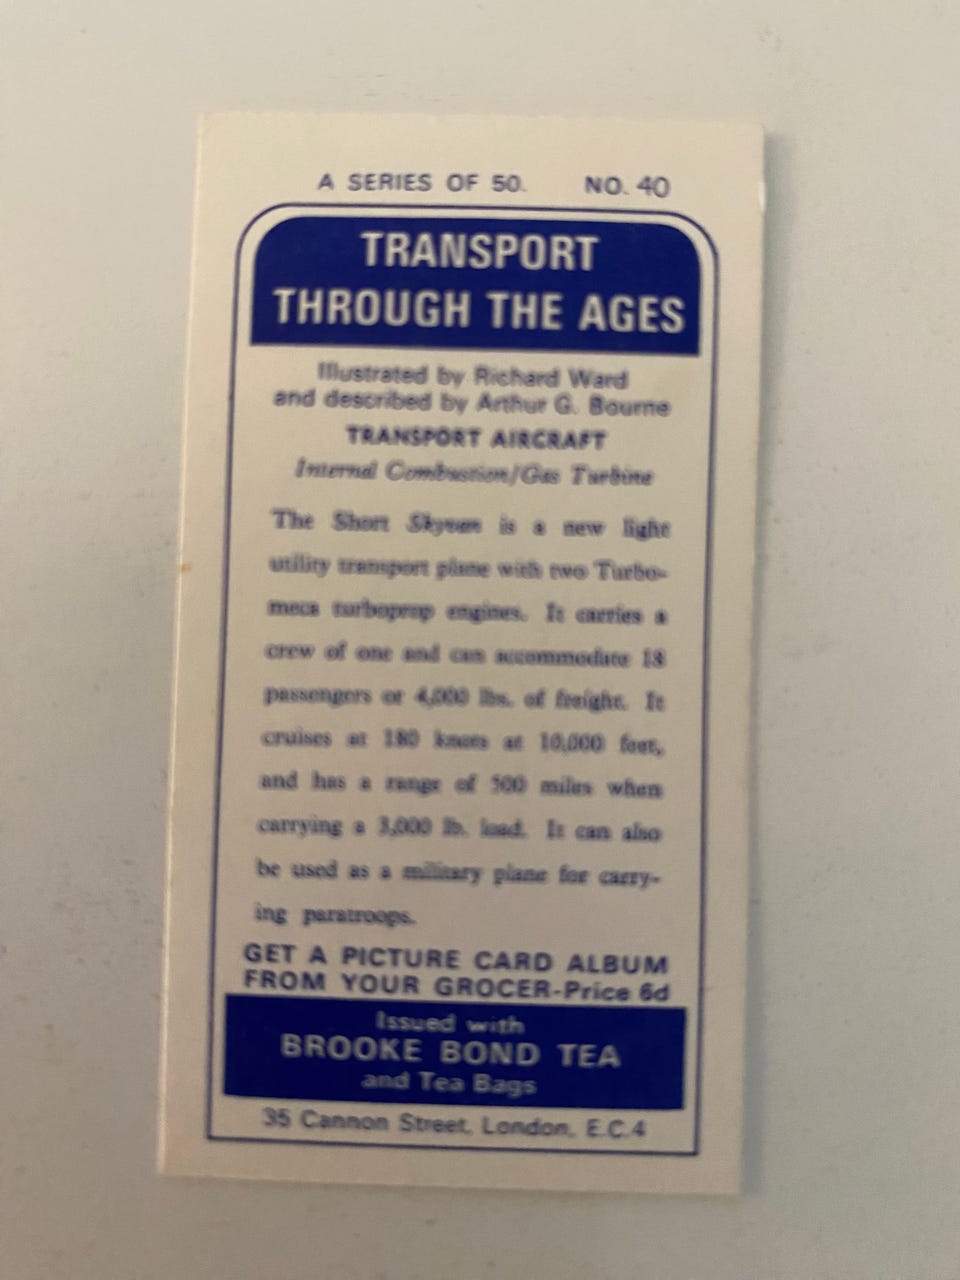 A SERIES OF 50. NO. 40
TRANSPORT
THROUGH THE AGES
Illustrated by Richard Ward
and described by Arthur G. Bourne
TRANSPORT AIRCRAFT
Internal Combustion/Gas Turbine
The Short Skyvan is a new light
utility transport plane with two Turbo-
meca turboprop engines. It carries a
crew of one and can accommodate 18
passengers or 4,000 lbs. of freight. It
cruises at 180 knots at 10,000 feet,
and has a range of 500 miles when
carrying a 3,000 lb. load. It can also
be used as a military plane for carry-
ing paratroops.
GET A PICTURE CARD ALBUM
FROM YOUR GROCER-Price 6d
Issued with
BROOKE BOND TEA
and Tea Bags
35 Cannon Street, London, E.C.4